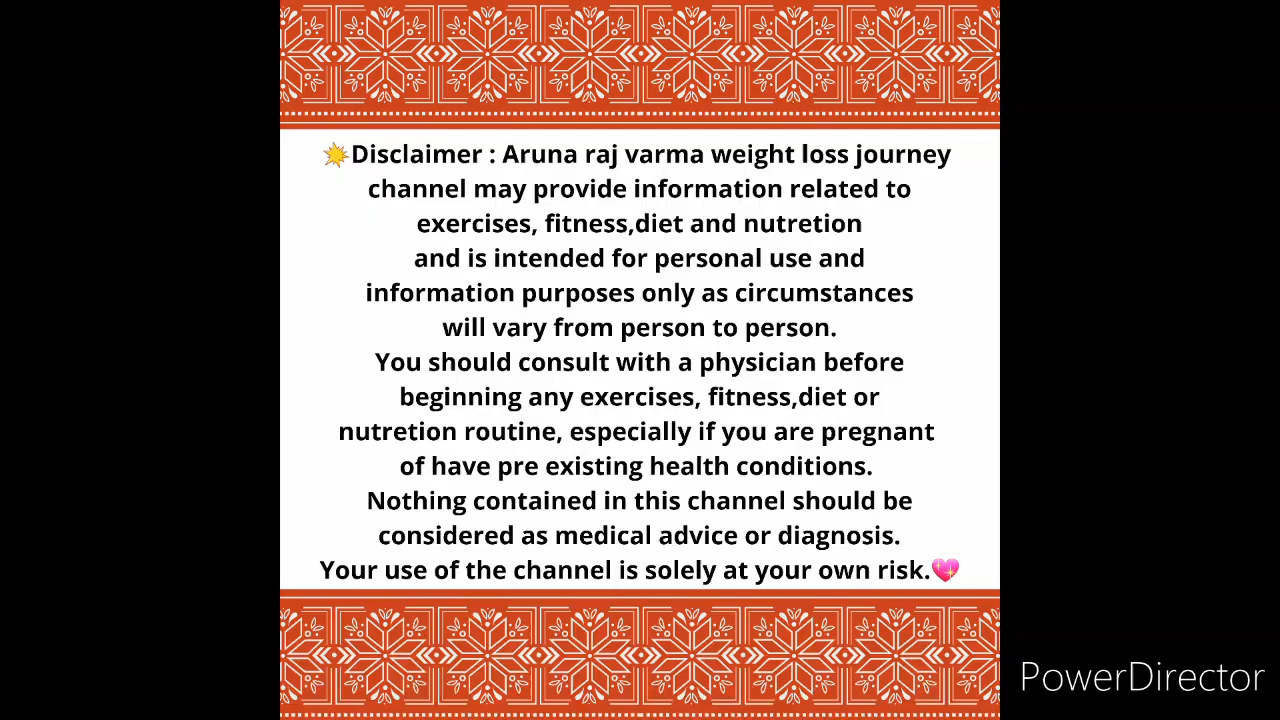 💥Disclaimer : Aruna raj varma weight loss journey
channel may provide information related to
exercises, fitness,diet and nutretion
and is intended for personal use and
information purposes only as circumstances
will vary from person to person.
You should consult with a physician before
beginning any exercises, fitness,diet or
nutretion routine, especially if you are pregnant
of have pre existing health conditions.
Nothing contained in this channel should be
considered as medical advice or diagnosis.
Your use of the channel is solely at your own risk.💖
PowerDirector